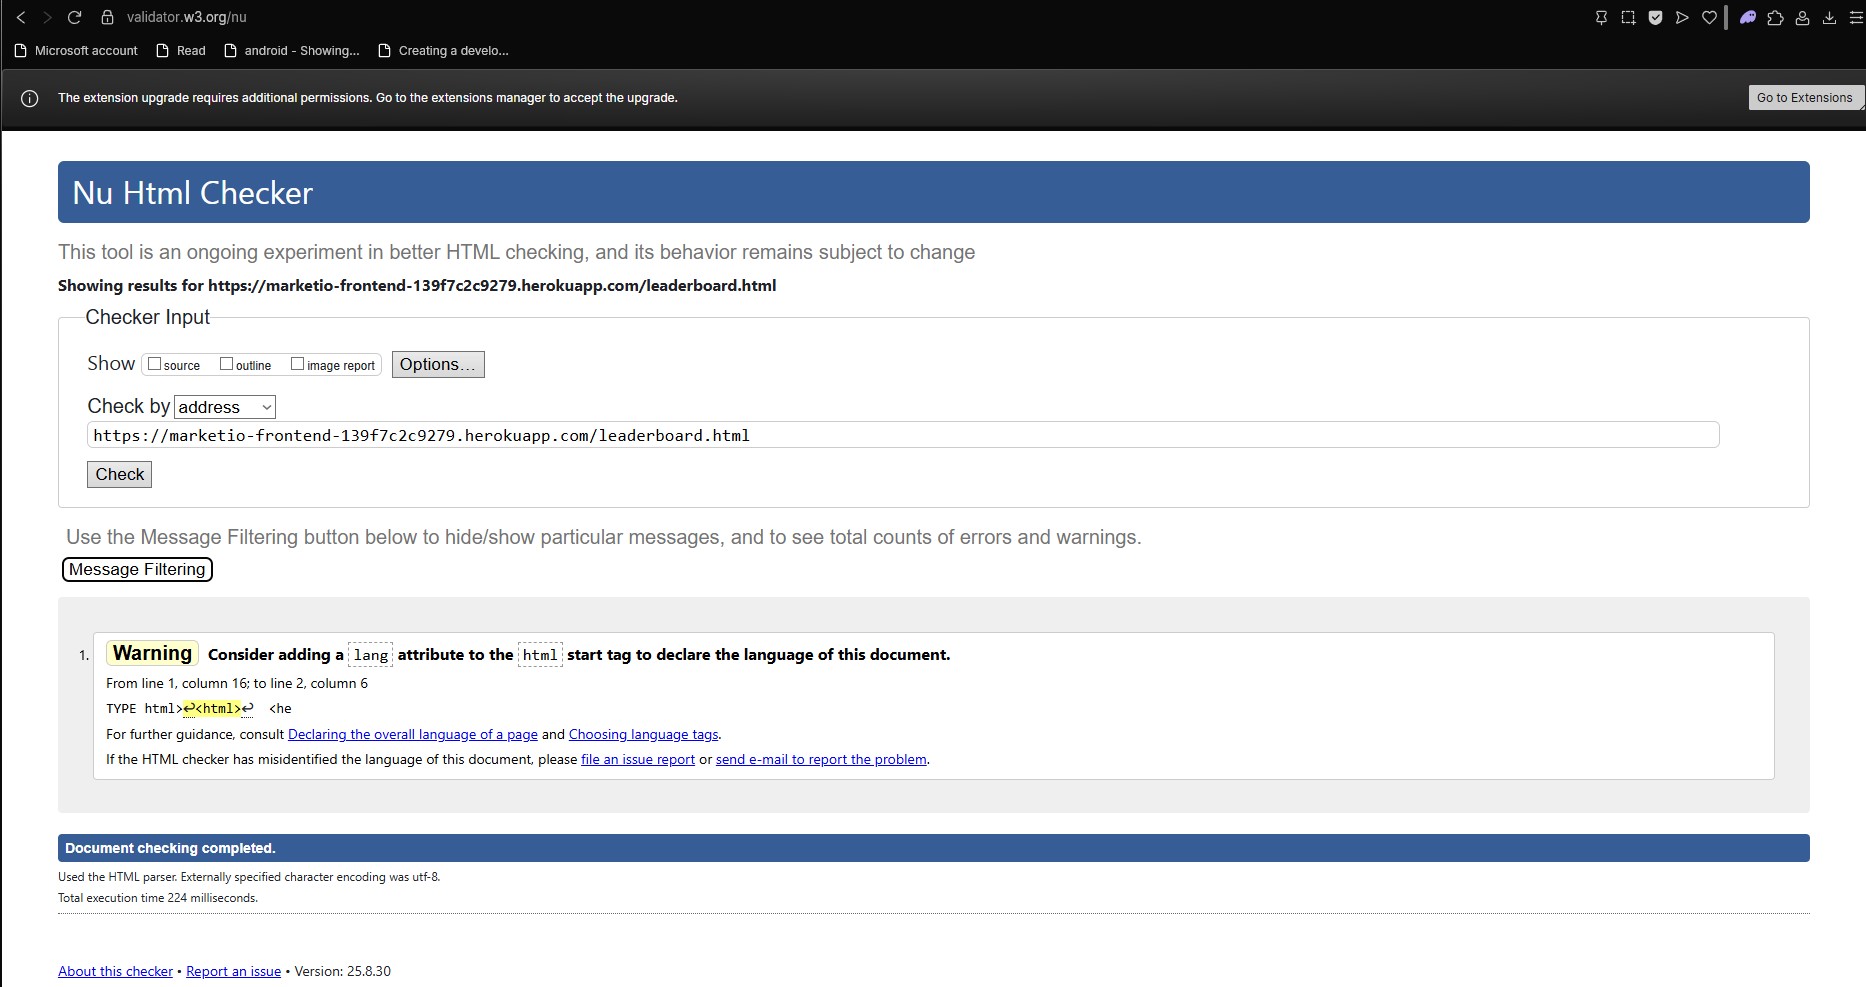 validator.w3.org/nu
Microsoft account Read android - Showing... Creating a develo...
The extension upgrade requires additional permissions. Go to the extensions manager to accept the upgrade. Go to Extensions
Nu Html Checker
This tool is an ongoing experiment in better HTML checking, and its behavior remains subject to change
Showing results for https://marketio-frontend-139f7c2c9279.herokuapp.com/leaderboard.html
Checker Input
Show source outline image report Options...
Check by address
https://marketio-frontend-139f7c2c9279.herokuapp.com/leaderboard.html
Check
Use the Message Filtering button below to hide/show particular messages, and to see total counts of errors and warnings.
Message Filtering
1. Warning Consider adding a lang attribute to the html start tag to declare the language of this document.
From line 1, column 16; to line 2, column 6
TYPE html>↩<html>↩ <he
For further guidance, consult Declaring the overall language of a page and Choosing language tags.
If the HTML checker has misidentified the language of this document, please file an issue report or send e-mail to report the problem.
Document checking completed.
Used the HTML parser. Externally specified character encoding was utf-8.
Total execution time 224 milliseconds.
About this checker • Report an issue • Version: 25.8.30